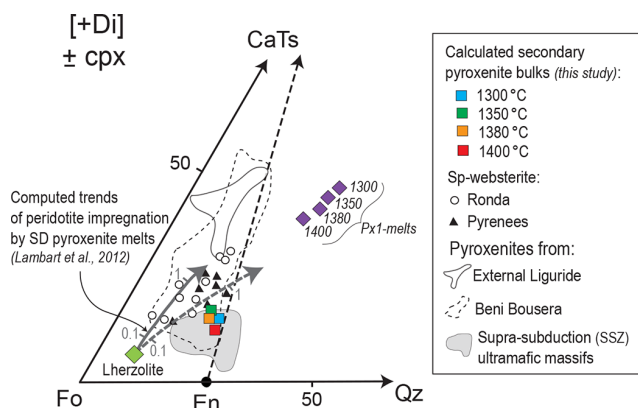 [+Di]
± cpx
CaTs
50
Computed trends
of peridotite impregnation
by SD pyroxenite melts
(Lambart et al., 2012)
1300
1350
1380
1400
Px1-melts
1
1
0.1
0.1
Lherzolite
Fo
En
50
Qz
Calculated secondary
pyroxenite bulks (this study):
1300 °C
1350 °C
1380 °C
1400 °C
Sp-websterite:
Ronda
Pyrenees
Pyroxenites from:
External Liguride
Beni Bousera
Supra-subduction (SSZ)
ultramafic massifs